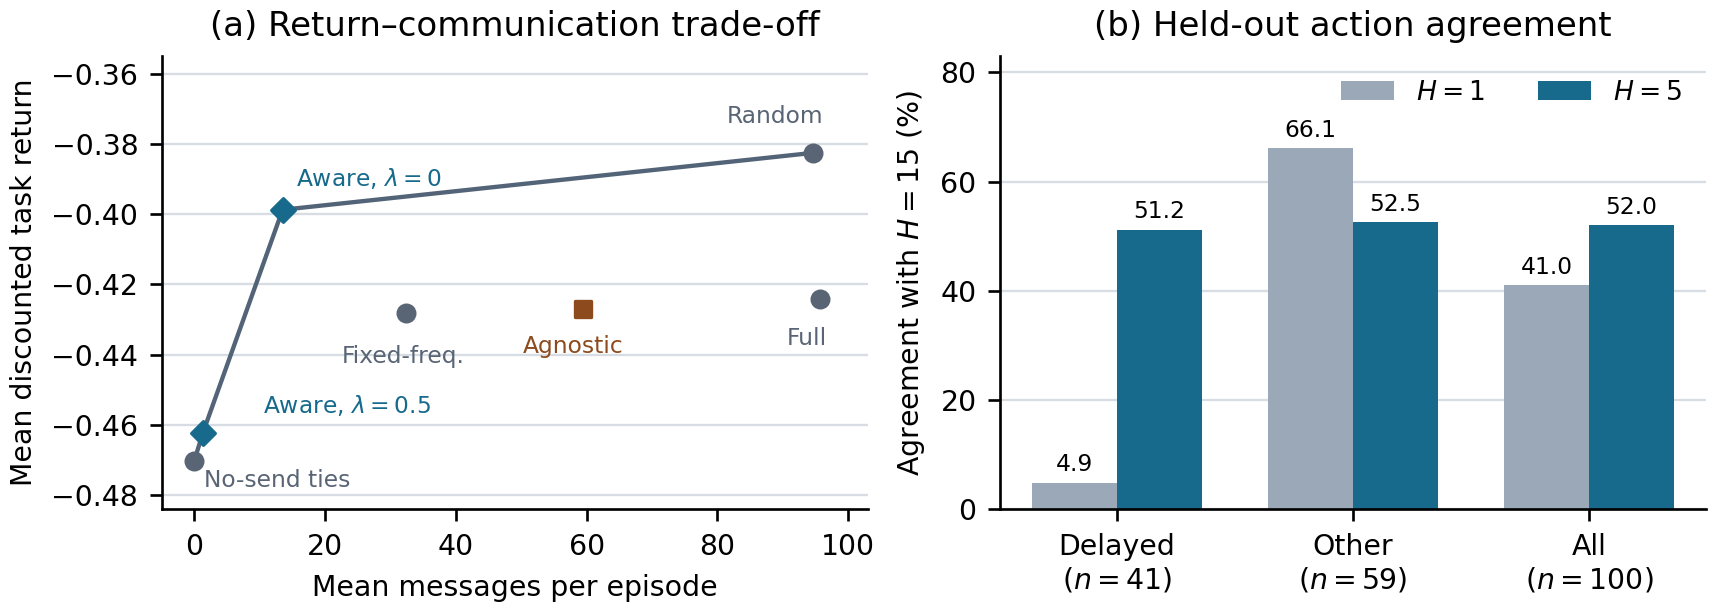 (a) Return–communication trade-off
Mean discounted task return
−0.36
−0.38
−0.40
−0.42
−0.44
−0.46
−0.48
Random
Aware, λ = 0
Fixed-freq.
Agnostic
Full
Aware, λ = 0.5
No-send ties
0 20 40 60 80 100
Mean messages per episode
(b) Held-out action agreement
Agreement with H = 15 (%)
80
60
40
20
0
H = 1 H = 5
4.9 51.2 66.1 52.5 41.0 52.0
Delayed Other All
(n = 41) (n = 59) (n = 100)